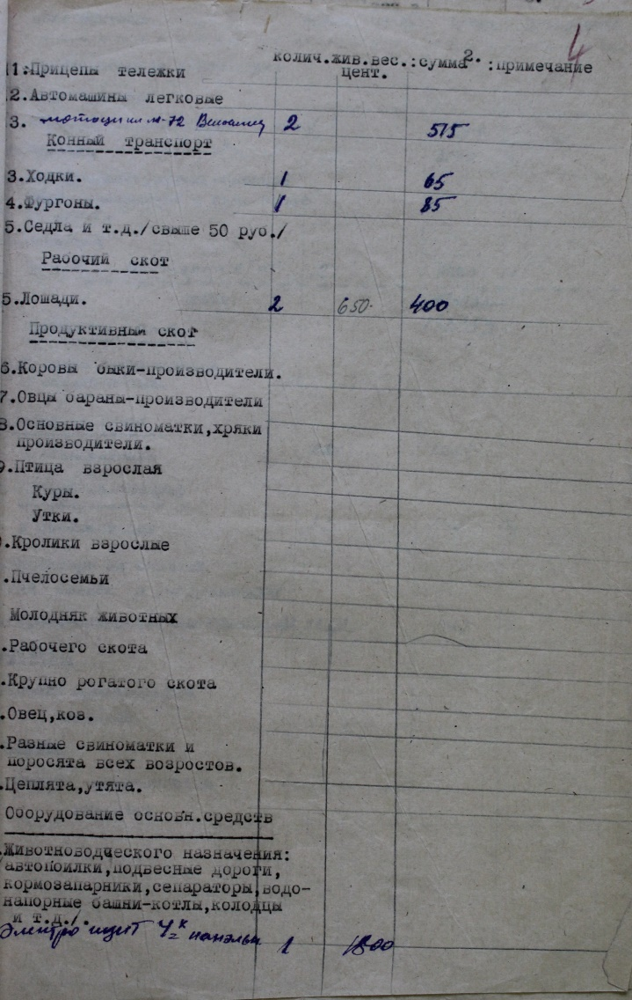 4
колич.жив.вес.:сумма 2. :примечание
цент.
11.Прицепы тележки
2.Автомашины легковые
3. мотоцикл М-72 2 515
Конный транспорт
3.Ходки. 1 65
4.Фургоны. 1 85
5.Седла и т.д./свыше 50 руб./
Рабочий скот
5.Лошади. 2 650. 400
Продуктивный скот
6.Коровы быки-производители.
7.Овцы бараны-производители
8.Основные свиноматки,хряки
производители.
9.Птица взрослая
Куры.
Утки.
.Кролики взрослые
.Пчелосемьи
Молодняк животных
.Рабочего скота
.Крупно рогатого скота
.Овец,коз.
.Разные свиноматки и
поросята всех возростов.
.Цеплята,утята.
Оборудование основн.средств
.Животноводческого назначения:
/автопоилки,подвесные дороги,
кормозапарники,сепараторы,водо-
напорные башни-котлы,колодцы
и т.д./.
Электро щит 4х панэльн 1 1800